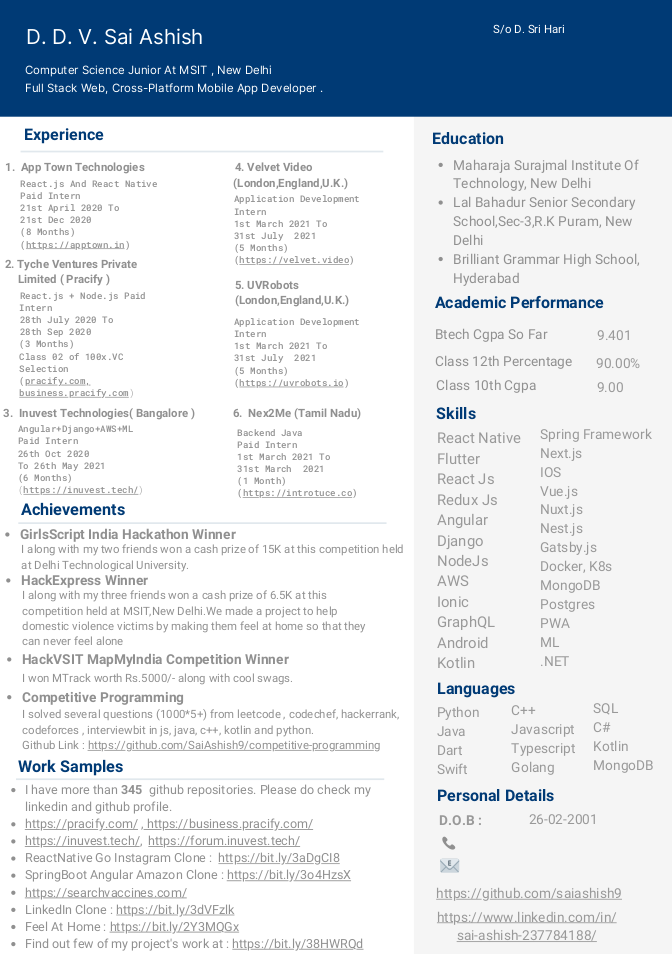 D. D. V. Sai Ashish
S/o D. Sri Hari
Computer Science Junior At MSIT , New Delhi
Full Stack Web, Cross-Platform Mobile App Developer .
Experience
1. App Town Technologies
React.js And React Native
Paid Intern
21st April 2020 To
21st Dec 2020
(8 Months)
(https://apptown.in)
2. Tyche Ventures Private
Limited ( Pracify )
React.js + Node.js Paid
Intern
28th July 2020 To
28th Sep 2020
(3 Months)
Class 02 of 100x.VC
Selection
(pracify.com,
business.pracify.com)
3. Inuvest Technologies( Bangalore )
Angular+Django+AWS+ML
Paid Intern
26th Oct 2020
To 26th May 2021
(6 Months)
(https://inuvest.tech/)
4. Velvet Video
(London,England,U.K.)
Application Development
Intern
1st March 2021 To
31st July 2021
(5 Months)
(https://velvet.video)
5. UVRobots
(London,England,U.K.)
Application Development
Intern
1st March 2021 To
31st July 2021
(5 Months)
(https://uvrobots.io)
6. Nex2Me (Tamil Nadu)
Backend Java
Paid Intern
1st March 2021 To
31st March 2021
(1 Month)
(https://introtuce.co)
Achievements
• GirlsScript India Hackathon Winner
I along with my two friends won a cash prize of 15K at this competition held
at Delhi Technological University.
• HackExpress Winner
I along with my three friends won a cash prize of 6.5K at this
competition held at MSIT,New Delhi.We made a project to help
domestic violence victims by making them feel at home so that they
can never feel alone
• HackVSIT MapMyIndia Competition Winner
I won MTrack worth Rs.5000/- along with cool swags.
• Competitive Programming
I solved several questions (1000*5+) from leetcode , codechef, hackerrank,
codeforces , interviewbit in js, java, c++, kotlin and python.
Github Link : https://github.com/SaiAshish9/competitive-programming
Work Samples
• I have more than 345 github repositories. Please do check my
linkedin and github profile.
• https://pracify.com/ , https://business.pracify.com/
• https://inuvest.tech/, https://forum.inuvest.tech/
• ReactNative Go Instagram Clone : https://bit.ly/3aDgCI8
• SpringBoot Angular Amazon Clone : https://bit.ly/3o4HzsX
• https://searchvaccines.com/
• LinkedIn Clone : https://bit.ly/3dVFzlk
• Feel At Home : https://bit.ly/2Y3MQGx
• Find out few of my project's work at : https://bit.ly/38HWRQd
Education
• Maharaja Surajmal Institute Of
Technology, New Delhi
• Lal Bahadur Senior Secondary
School,Sec-3,R.K Puram, New
Delhi
• Brilliant Grammar High School,
Hyderabad
Academic Performance
Btech Cgpa So Far 9.401
Class 12th Percentage 90.00%
Class 10th Cgpa 9.00
Skills
React Native
Flutter
React Js
Redux Js
Angular
Django
NodeJs
AWS
Ionic
GraphQL
Android
Kotlin
Spring Framework
Next.js
IOS
Vue.js
Nuxt.js
Nest.js
Gatsby.js
Docker, K8s
MongoDB
Postgres
PWA
ML
.NET
Languages
Python
Java
Dart
Swift
C++
Javascript
Typescript
Golang
SQL
C#
Kotlin
MongoDB
Personal Details
D.O.B : 26-02-2001
https://github.com/saiashish9
https://www.linkedin.com/in/
sai-ashish-237784188/